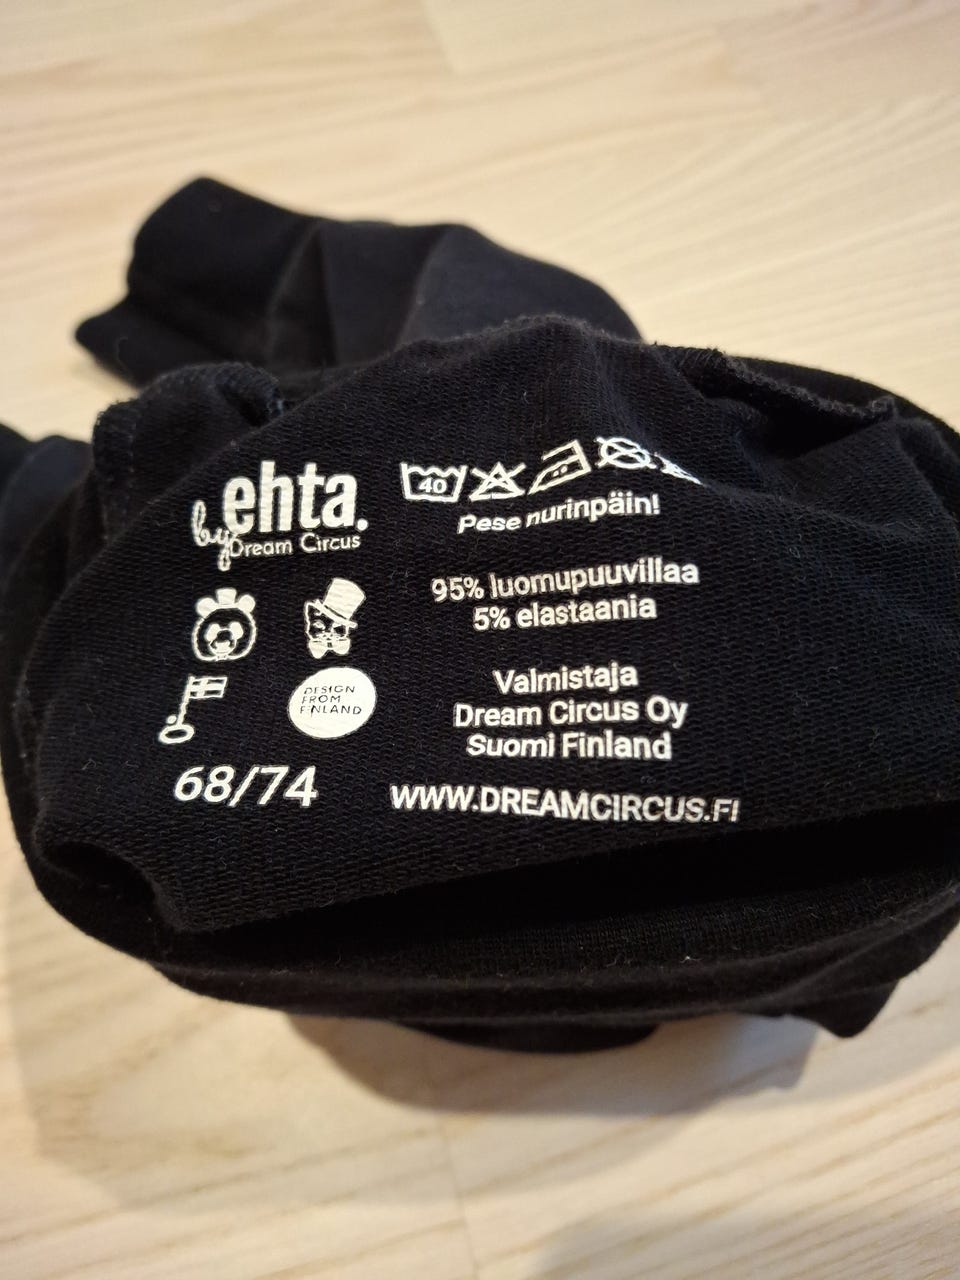 ehta.
by Dream Circus
DESIGN
FROM
FINLAND
68/74
40
Pese nurinpäin!
95% luomupuuvillaa
5% elastaania
Valmistaja
Dream Circus Oy
Suomi Finland
WWW.DREAMCIRCUS.FI